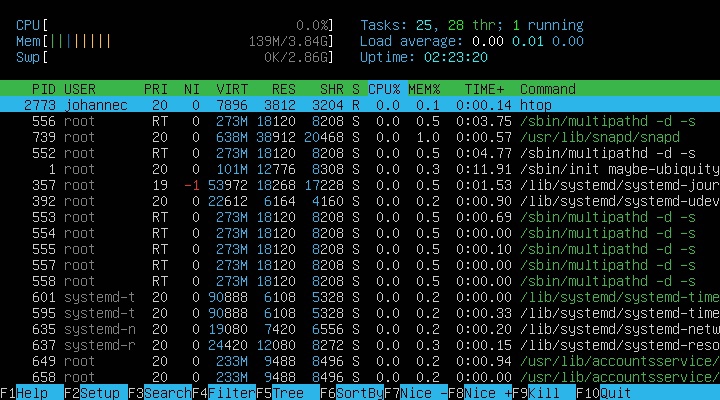 CPU[ 0.0%] Tasks: 25, 28 thr; 1 running
Mem[|||||||| 139M/3.84G] Load average: 0.00 0.01 0.00
Swp[ 0K/2.86G] Uptime: 02:23:20
PID USER PRI NI VIRT RES SHR S CPU% MEM% TIME+ Command
2773 johannec 20 0 7896 3812 3204 R 0.0 0.1 0:00.14 htop
556 root RT 0 273M 18120 8208 S 0.0 0.5 0:03.75 /sbin/multipathd -d -s
739 root 20 0 638M 38912 20468 S 0.0 1.0 0:00.57 /usr/lib/snapd/snapd
552 root RT 0 273M 18120 8208 S 0.0 0.5 0:04.77 /sbin/multipathd -d -s
1 root 20 0 101M 12776 8308 S 0.0 0.3 0:11.91 /sbin/init maybe-ubiquity
357 root 19 -1 53972 18268 17228 S 0.0 0.5 0:01.53 /lib/systemd/systemd-jour
392 root 20 0 22612 6164 4160 S 0.0 0.2 0:00.90 /lib/systemd/systemd-udev
553 root RT 0 273M 18120 8208 S 0.0 0.5 0:00.69 /sbin/multipathd -d -s
554 root RT 0 273M 18120 8208 S 0.0 0.5 0:00.00 /sbin/multipathd -d -s
555 root RT 0 273M 18120 8208 S 0.0 0.5 0:00.10 /sbin/multipathd -d -s
557 root RT 0 273M 18120 8208 S 0.0 0.5 0:00.00 /sbin/multipathd -d -s
558 root RT 0 273M 18120 8208 S 0.0 0.5 0:00.00 /sbin/multipathd -d -s
601 systemd-t 20 0 90888 6108 5328 S 0.0 0.2 0:00.00 /lib/systemd/systemd-time
595 systemd-t 20 0 90888 6108 5328 S 0.0 0.2 0:00.33 /lib/systemd/systemd-time
635 systemd-n 20 0 19080 7420 6556 S 0.0 0.2 0:00.20 /lib/systemd/systemd-netw
637 systemd-r 20 0 24420 12080 8272 S 0.0 0.3 0:00.15 /lib/systemd/systemd-reso
649 root 20 0 233M 9488 8496 S 0.0 0.2 0:00.94 /usr/lib/accountsservice/
658 root 20 0 233M 9488 8496 S 0.0 0.2 0:00.00 /usr/lib/accountsservice/
F1Help F2Setup F3SearchF4FilterF5Tree F6SortByF7Nice -F8Nice +F9Kill F10Quit